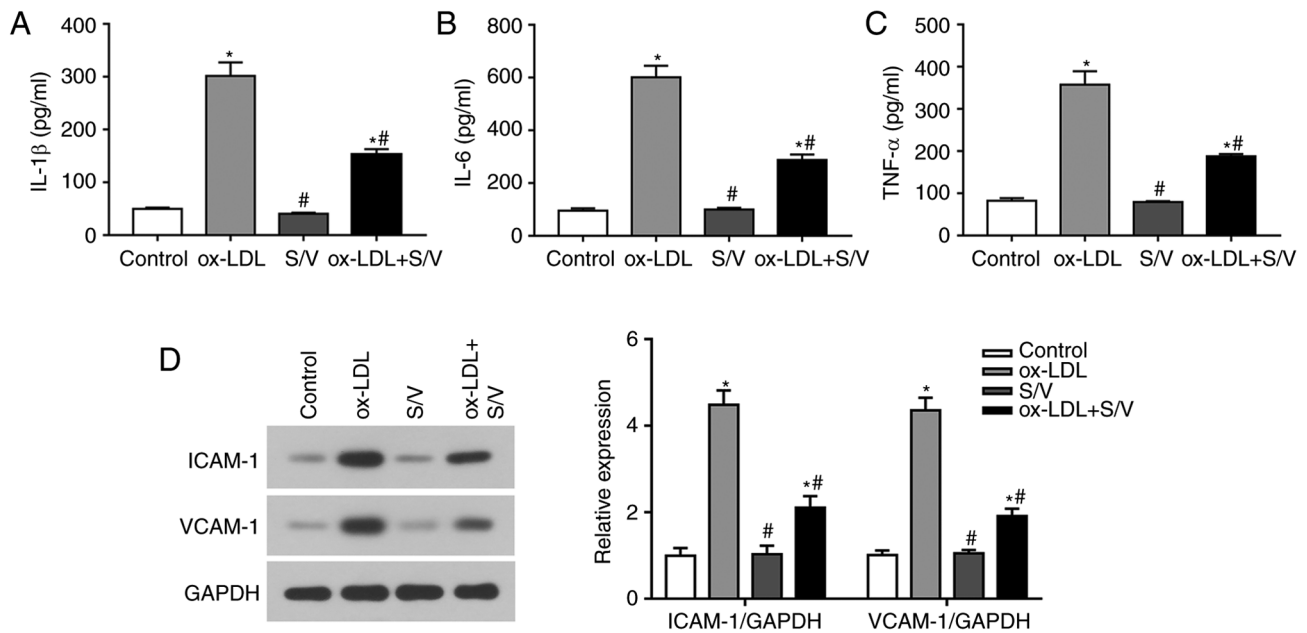 A
IL-1β (pg/ml)
400
300
200
100
0
*
#
*#
Control ox-LDL S/V ox-LDL+S/V
B
IL-6 (pg/ml)
800
600
400
200
0
*
#
*#
Control ox-LDL S/V ox-LDL+S/V
C
TNF-α (pg/ml)
500
400
300
200
100
0
*
#
*#
Control ox-LDL S/V ox-LDL+S/V
D
Control
ox-LDL
S/V
ox-LDL+
S/V
ICAM-1
VCAM-1
GAPDH
Relative expression
6
4
2
0
*
#
*#
*
#
*#
ICAM-1/GAPDH VCAM-1/GAPDH
Control
ox-LDL
S/V
ox-LDL+S/V